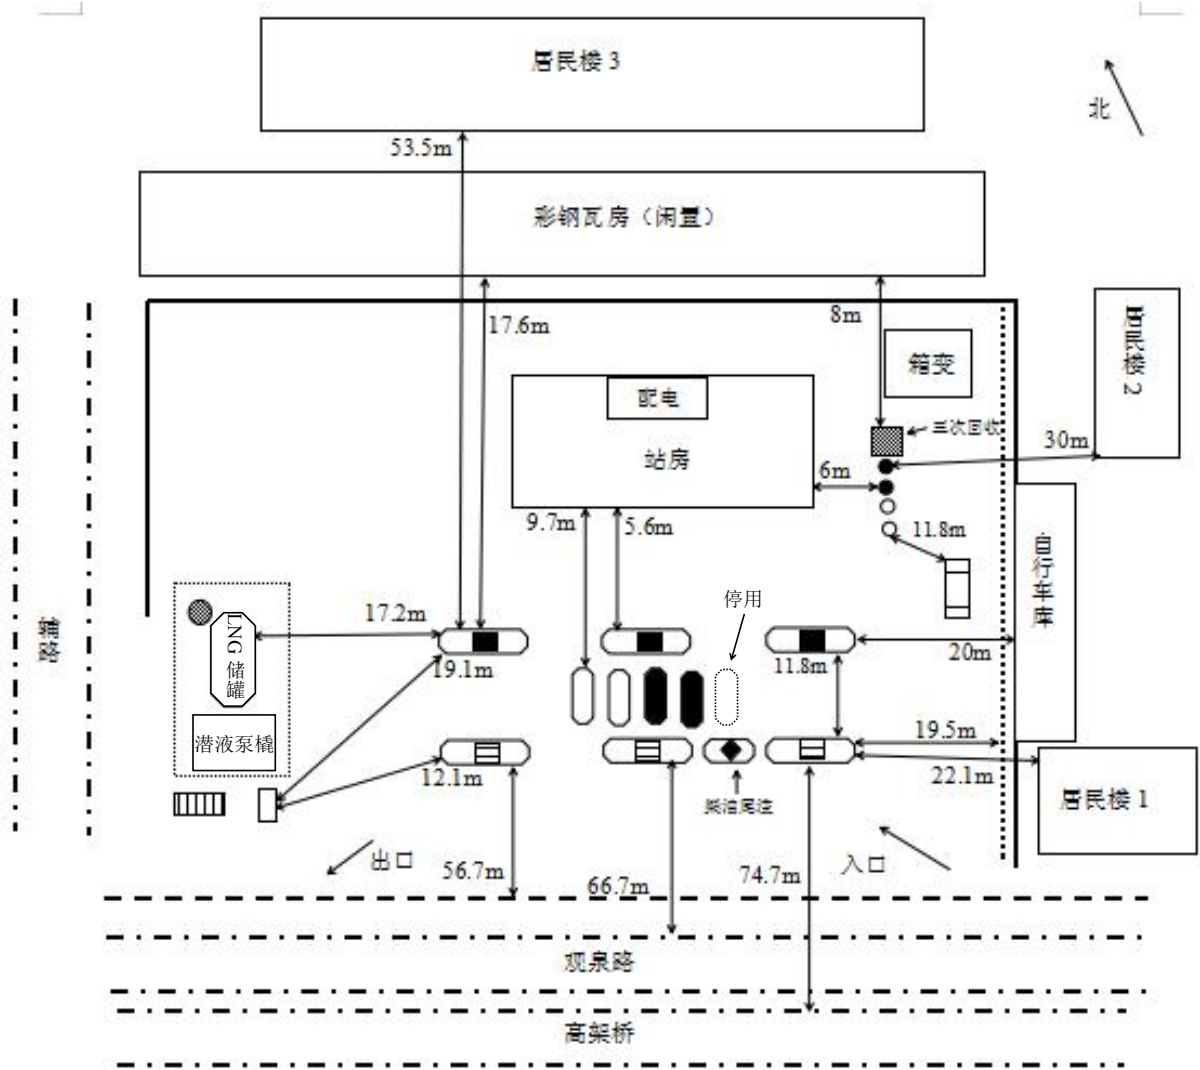 居民楼 3
53.5m
北
彩钢瓦房（闲置）
17.6m
8m
箱变
居民楼 2
配电
站房
三次回收
30m
6m
9.7m
5.6m
11.8m
自行车库
停用
辅路
17.2m
LNG 储罐
19.1m
11.8m
20m
潜液泵橇
12.1m
19.5m
22.1m
柴油尾渣
居民楼 1
出口
56.7m
66.7m
74.7m
入口
观泉路
高架桥